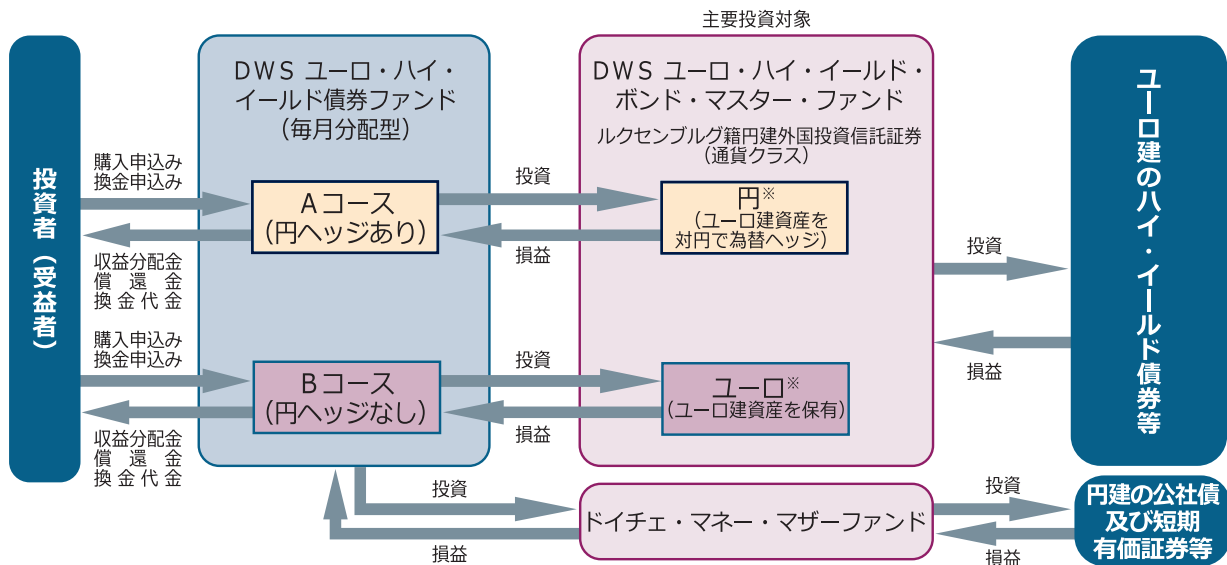 主要投資対象
投資者（受益者）
購入申込み
換金申込み
収益分配金
償還金
換金代金
購入申込み
換金申込み
収益分配金
償還金
換金代金
DWS ユーロ・ハイ・
イールド債券ファンド
（毎月分配型）
Aコース
（円ヘッジあり）
Bコース
（円ヘッジなし）
投資
損益
投資
損益
DWS ユーロ・ハイ・イールド・
ボンド・マスター・ファンド
ルクセンブルグ籍円建外国投資信託証券
（通貨クラス）
円※
（ユーロ建資産を
対円で為替ヘッジ）
ユーロ※
（ユーロ建資産を保有）
投資
損益
ユーロ建のハイ・イールド債券等
投資
損益
ドイチェ・マネー・マザーファンド
投資
損益
円建の公社債
及び短期
有価証券等